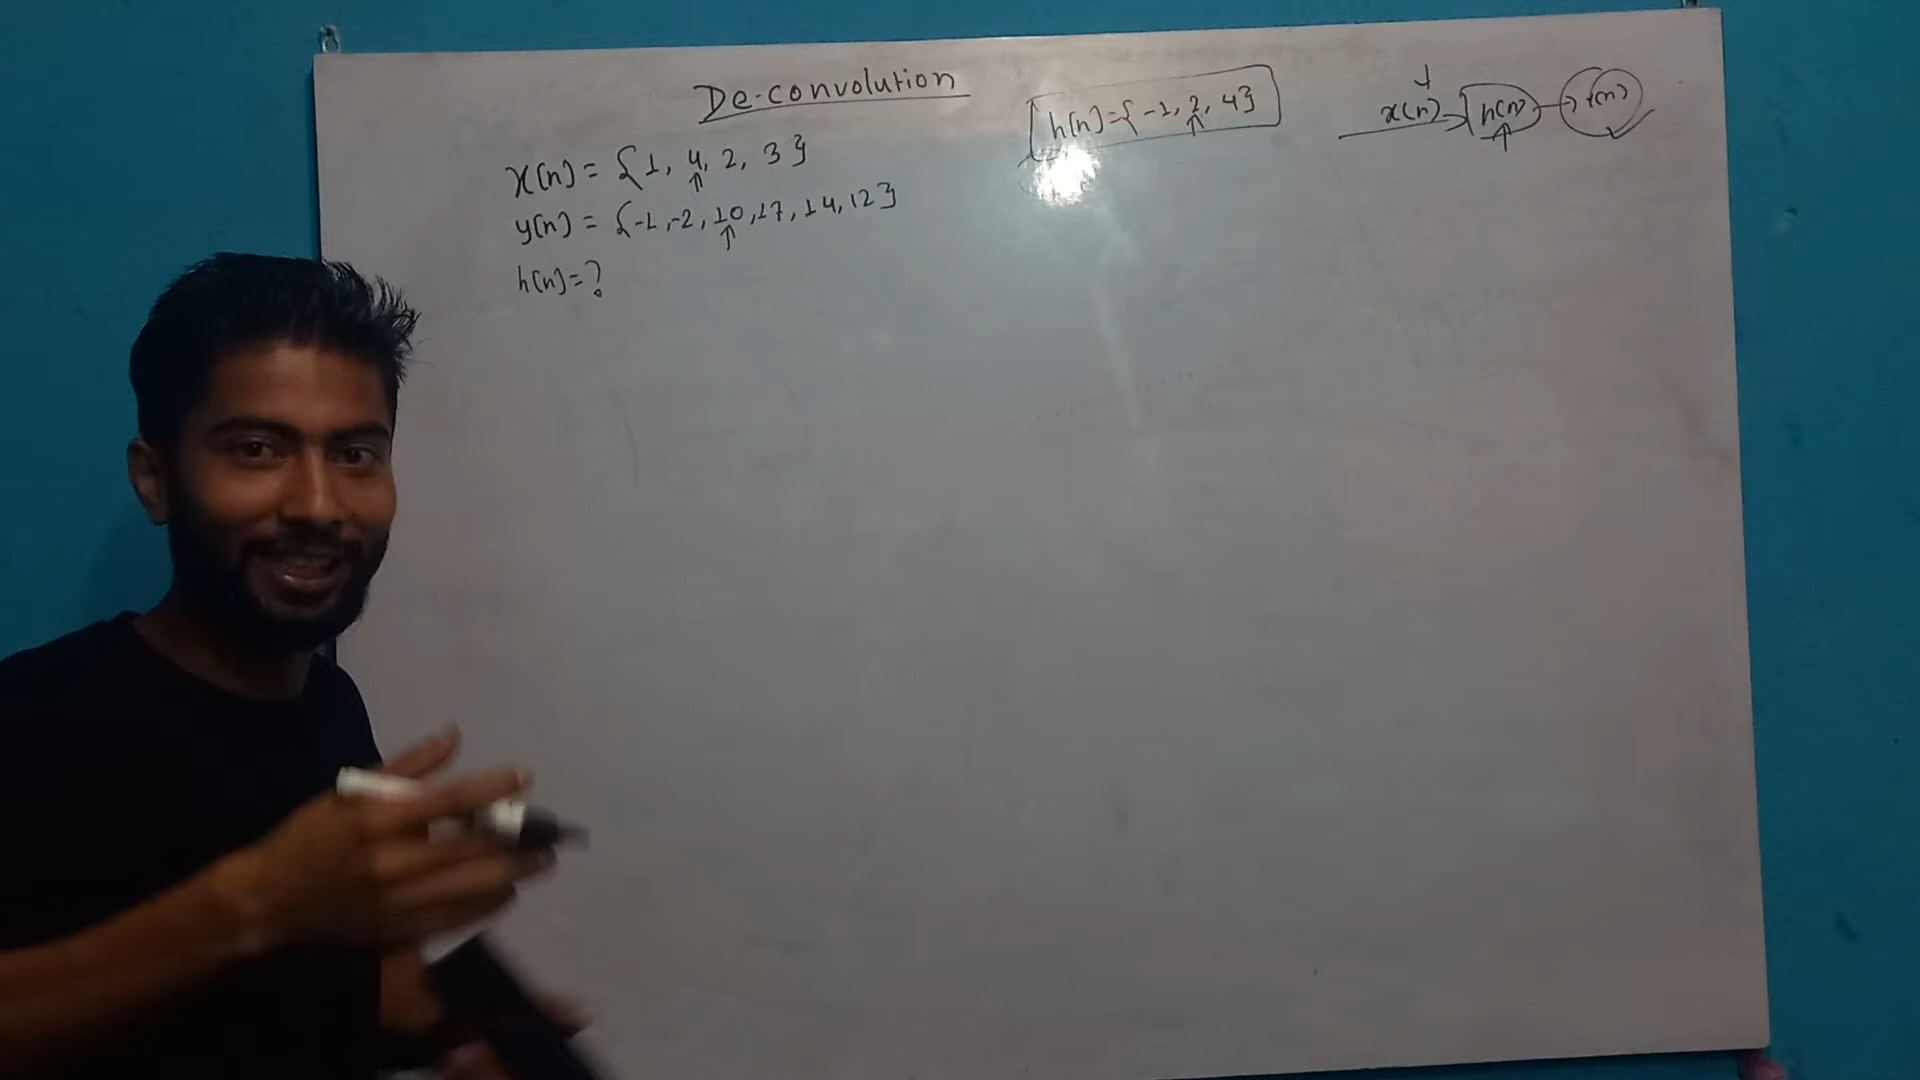 De-convolution
x(n) = {1, 4, 2, 3}
↑
y(n) = {-1, -2, 10, 17, 14, 12}
↑
h(n) = ?
h(n) = {-1, 2, 4}
↑
x(n) → h(n) → y(n)
↑